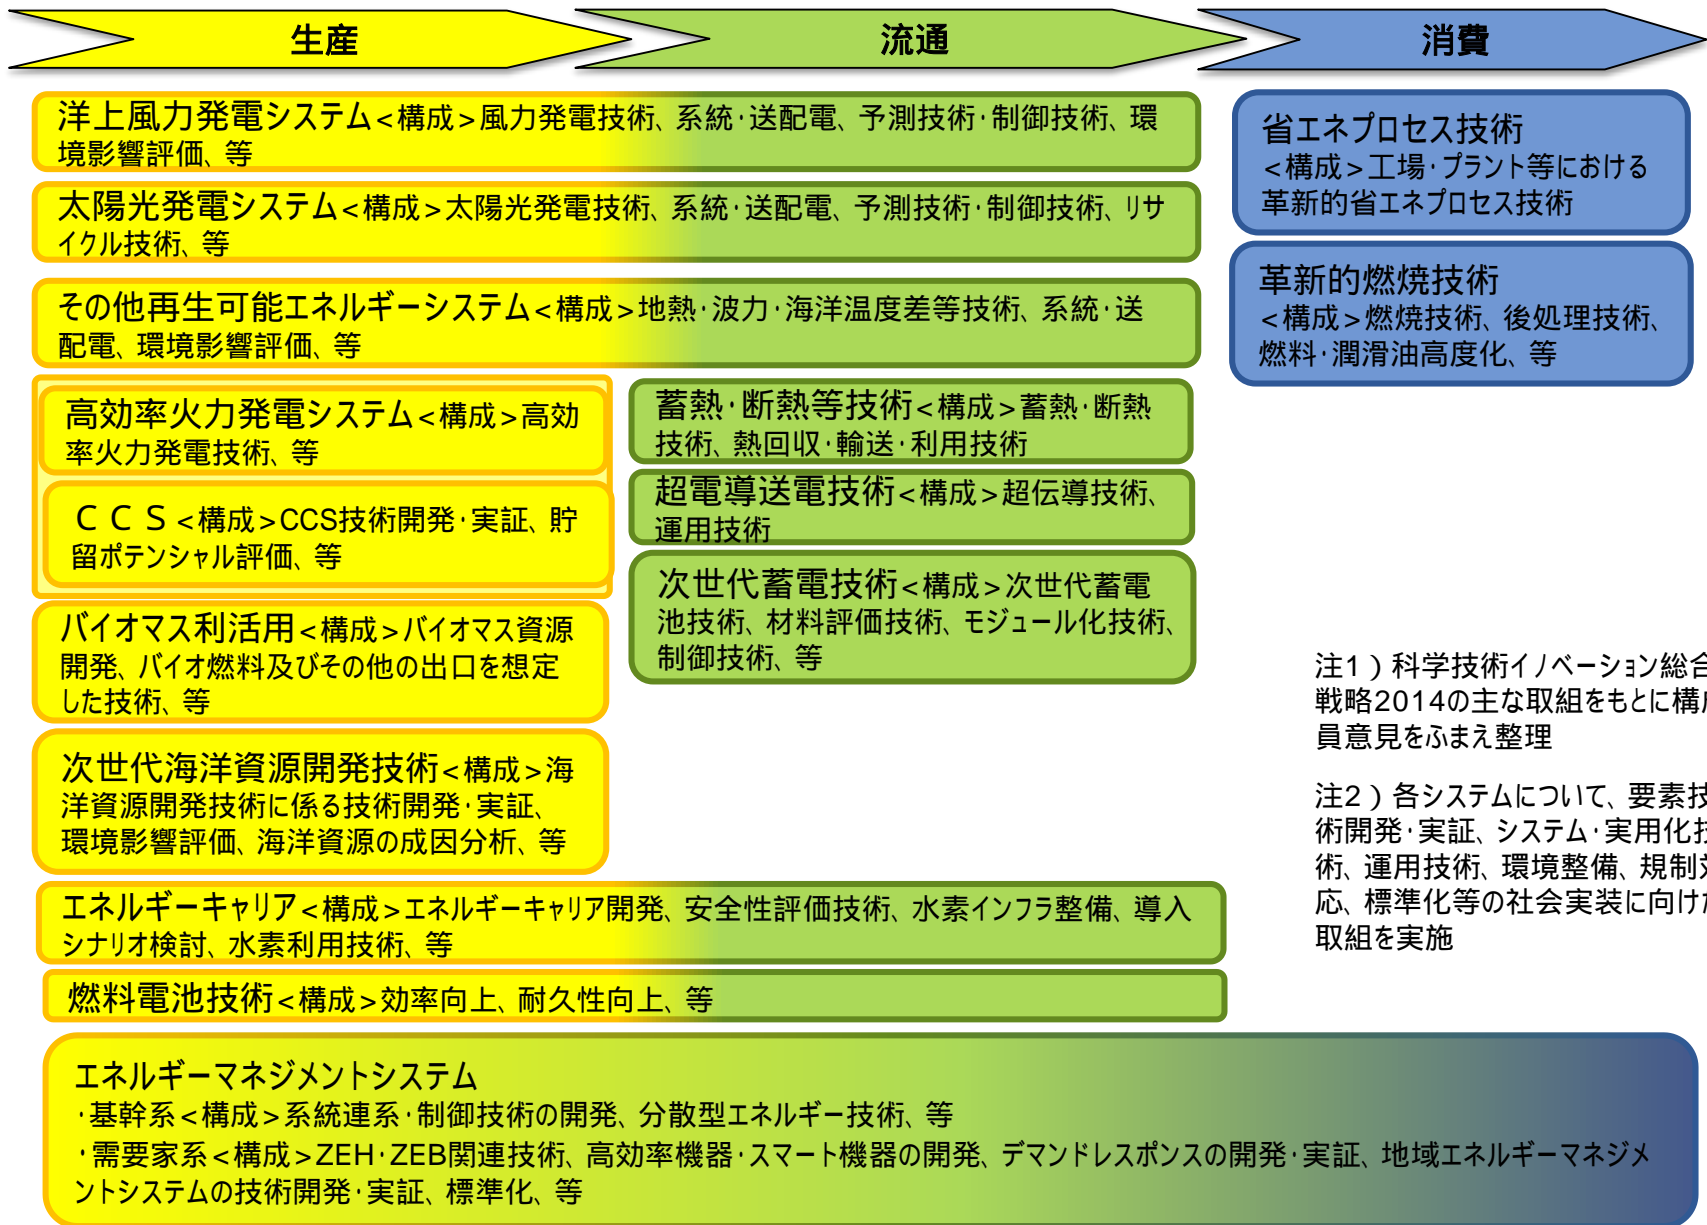 生産
流通
消費
洋上風力発電システム<構成>風力発電技術、系統・送配電、予測技術・制御技術、環
境影響評価、等
太陽光発電システム<構成>太陽光発電技術、系統・送配電、予測技術・制御技術、リサ
イクル技術、等
その他再生可能エネルギーシステム<構成>地熱・波力・海洋温度差等技術、系統・送
配電、環境影響評価、等
高効率火力発電システム<構成>高効
率火力発電技術、等
CCS<構成>CCS技術開発・実証、貯
留ポテンシャル評価、等
バイオマス利活用<構成>バイオマス資源
開発、バイオ燃料及びその他の出口を想定
した技術、等
次世代海洋資源開発技術<構成>海
洋資源開発技術に係る技術開発・実証、
環境影響評価、海洋資源の成因分析、等
蓄熱・断熱等技術<構成>蓄熱・断熱
技術、熱回収・輸送・利用技術
超電導送電技術<構成>超伝導技術、
運用技術
次世代蓄電技術<構成>次世代蓄電
池技術、材料評価技術、モジュール化技術、
制御技術、等
省エネプロセス技術
<構成>工場・プラント等における
革新的省エネプロセス技術
革新的燃焼技術
<構成>燃焼技術、後処理技術、
燃料・潤滑油高度化、等
エネルギーキャリア<構成>エネルギーキャリア開発、安全性評価技術、水素インフラ整備、導入
シナリオ検討、水素利用技術、等
燃料電池技術<構成>効率向上、耐久性向上、等
エネルギーマネジメントシステム
・基幹系<構成>系統連系・制御技術の開発、分散型エネルギー技術、等
・需要家系<構成>ZEH・ZEB関連技術、高効率機器・スマート機器の開発、デマンドレスポンスの開発・実証、地域エネルギーマネジメ
ントシステムの技術開発・実証、標準化、等
注1）科学技術イノベーション総合
戦略2014の主な取組をもとに構成
員意見をふまえ整理
注2）各システムについて、要素技
術開発・実証、システム・実用化技
術、運用技術、環境整備、規制対
応、標準化等の社会実装に向けた
取組を実施